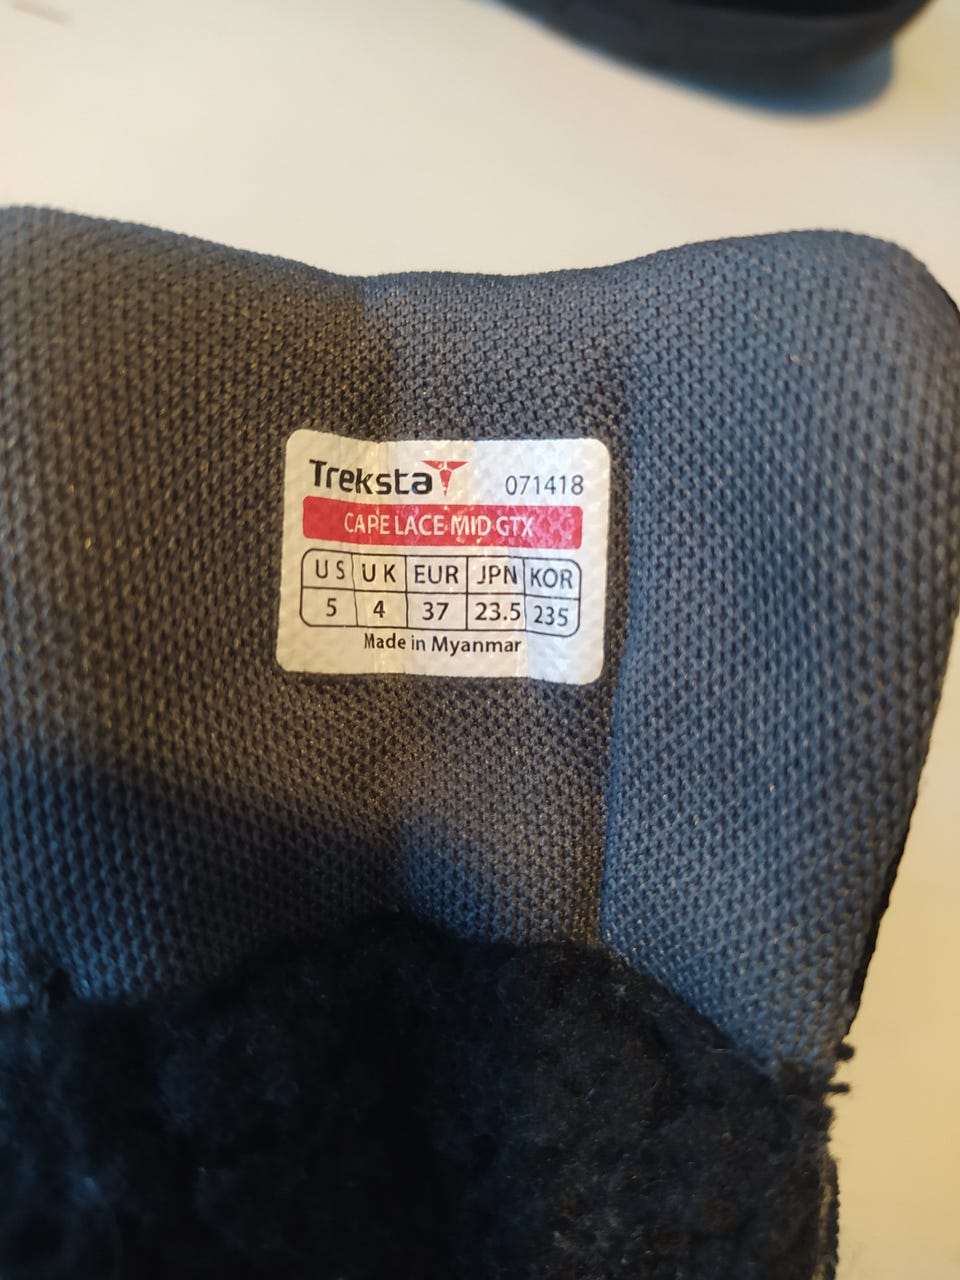 Treksta 071418
CAPE LACE MID GTX
US UK EUR JPN KOR
5 4 37 23.5 235
Made in Myanmar